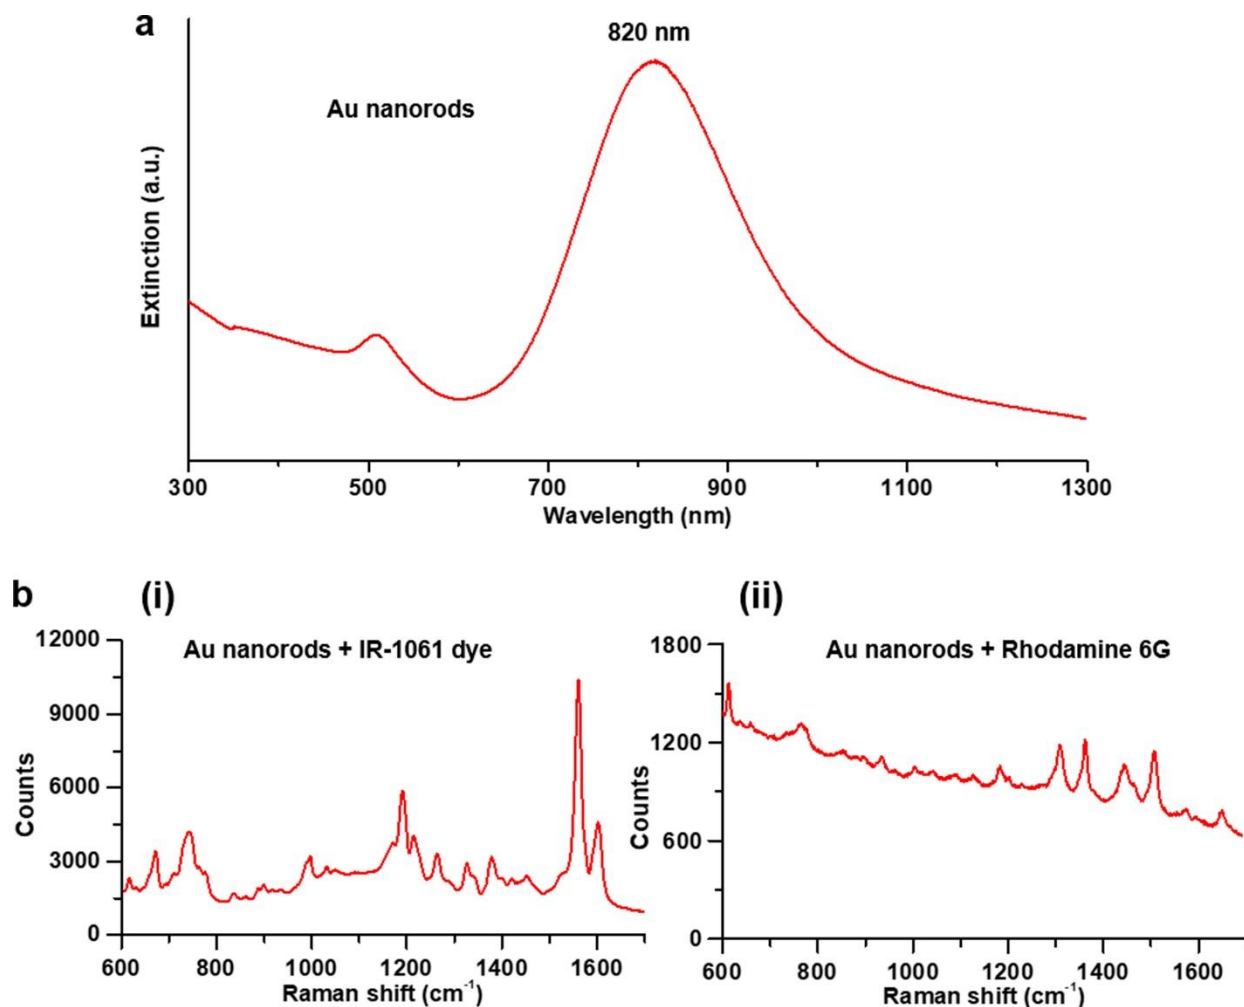 a
820 nm
Au nanorods
Extinction (a.u.)
300 500 700 900 1100 1300
Wavelength (nm)
b (i)
Au nanorods + IR-1061 dye
12000
9000
6000
3000
0
Counts
600 800 1000 1200 1400 1600
Raman shift (cm⁻¹)
(ii)
Au nanorods + Rhodamine 6G
1800
1200
600
0
Counts
600 800 1000 1200 1400 1600
Raman shift (cm⁻¹)